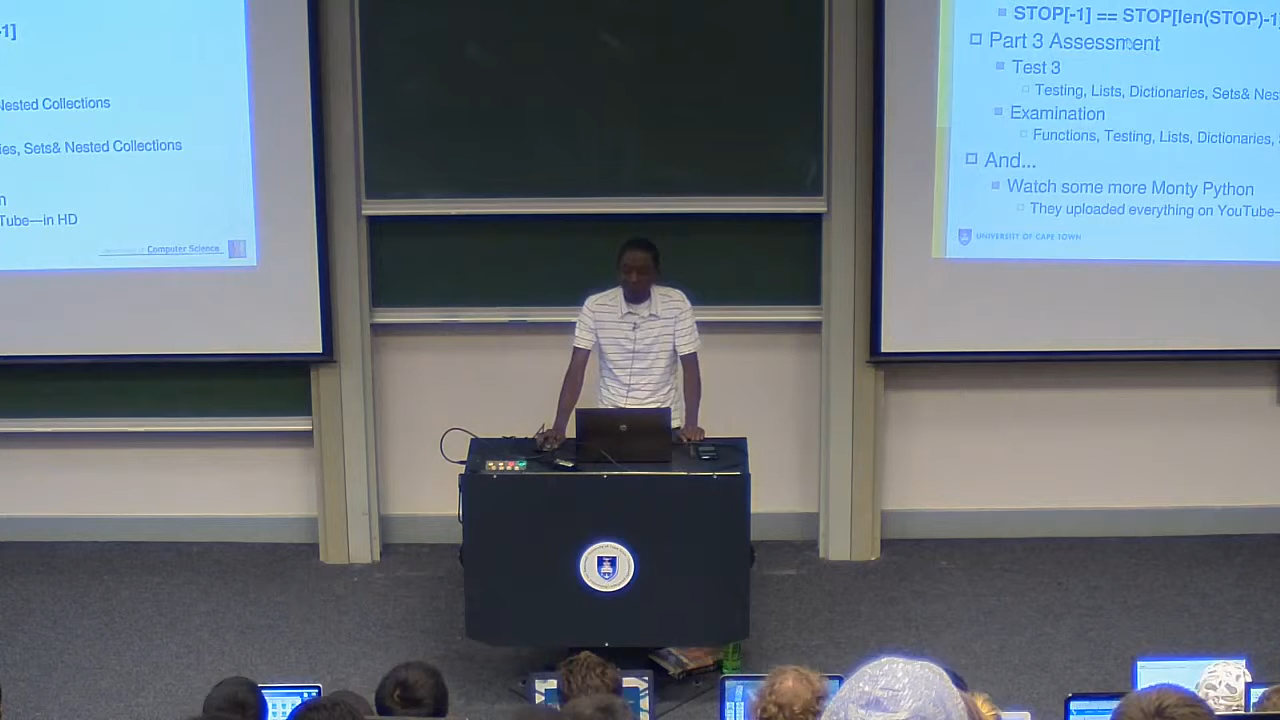 -1]
Nested Collections
ies, Sets& Nested Collections
n
Tube—in HD
Computer Science
STOP[-1] == STOP[len(STOP)-1]
Part 3 Assessment
Test 3
Testing, Lists, Dictionaries, Sets& Nes
Examination
Functions, Testing, Lists, Dictionaries,
And...
Watch some more Monty Python
They uploaded everything on YouTube-
UNIVERSITY OF CAPE TOWN